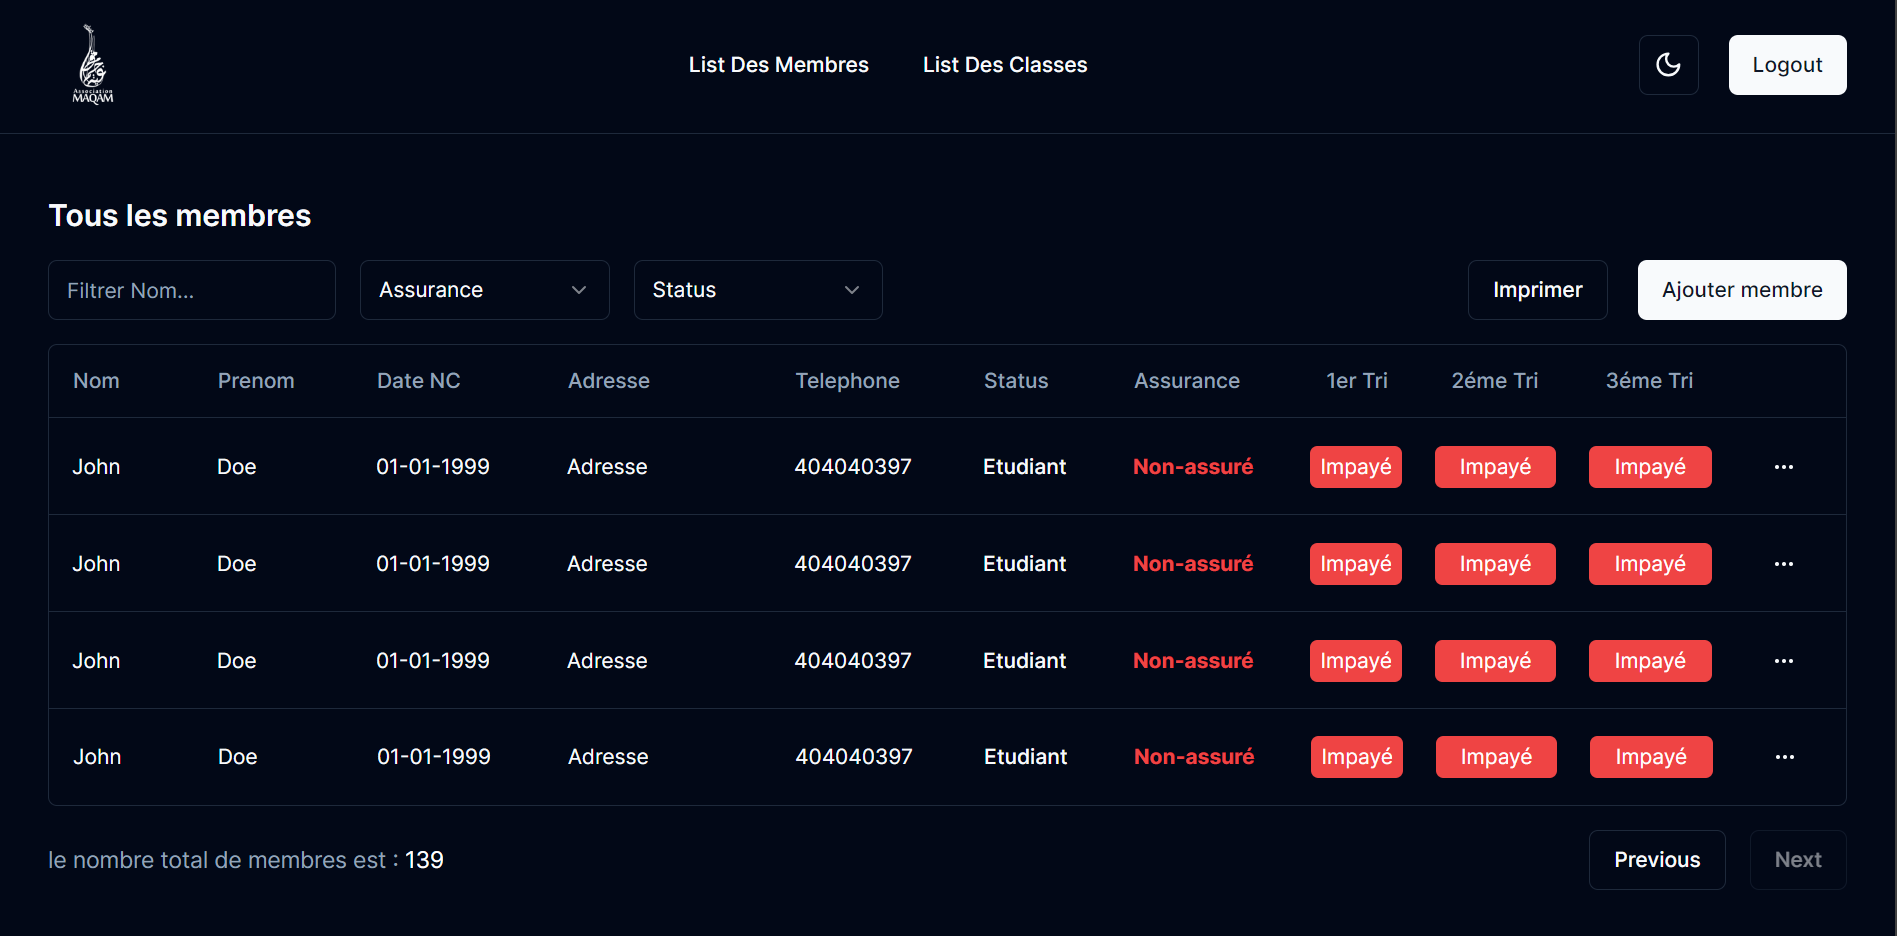 Association
MAQAM
List Des Membres
List Des Classes
Logout
Tous les membres
Filtrer Nom...
Assurance
Status
Imprimer
Ajouter membre
Nom Prenom Date NC Adresse Telephone Status Assurance 1er Tri 2éme Tri 3éme Tri
John Doe 01-01-1999 Adresse 404040397 Etudiant Non-assuré Impayé Impayé Impayé ...
John Doe 01-01-1999 Adresse 404040397 Etudiant Non-assuré Impayé Impayé Impayé ...
John Doe 01-01-1999 Adresse 404040397 Etudiant Non-assuré Impayé Impayé Impayé ...
John Doe 01-01-1999 Adresse 404040397 Etudiant Non-assuré Impayé Impayé Impayé ...
le nombre total de membres est : 139
Previous
Next